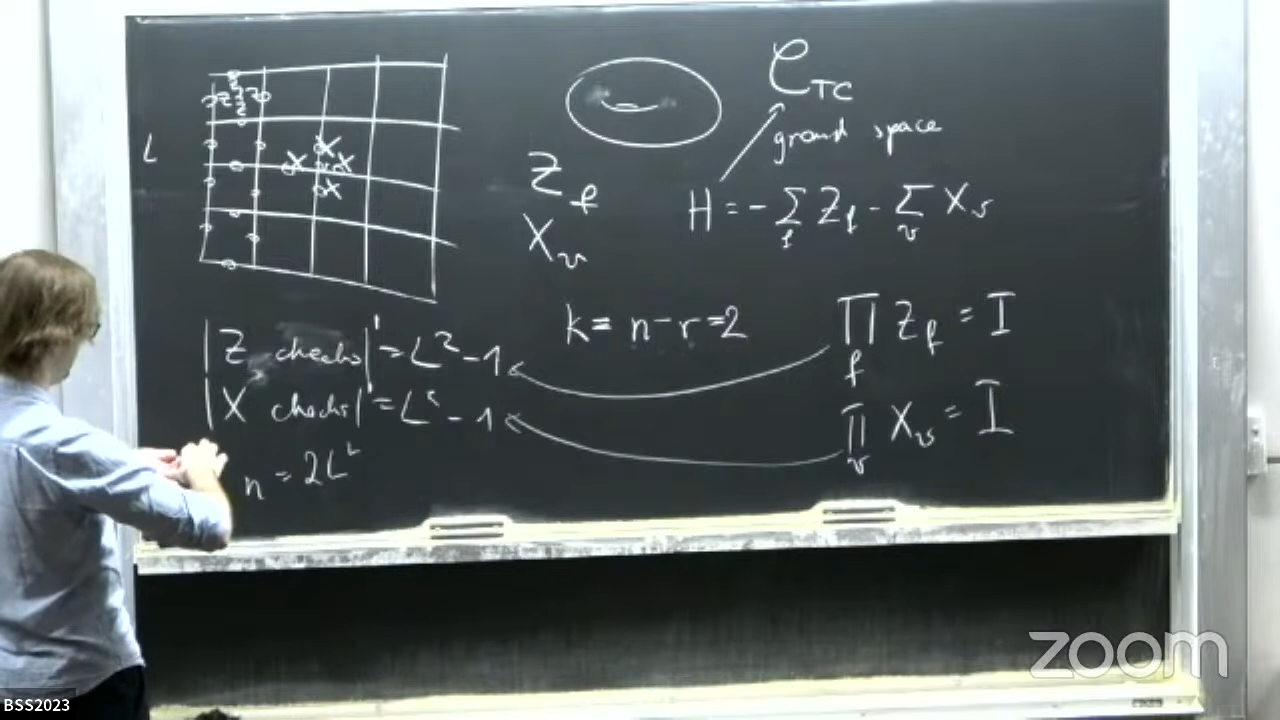 L
Z Z Z Z
X X X X
C_TC
ground space
Z_f
X_v
H = - Σ_f Z_f - Σ_v X_v
|Z checks|' = L² - 1
|X checks|' = L² - 1
n = 2L²
k = n - r = 2
∏_f Z_f = I
∏_v X_v = I
zoom
BSS2023